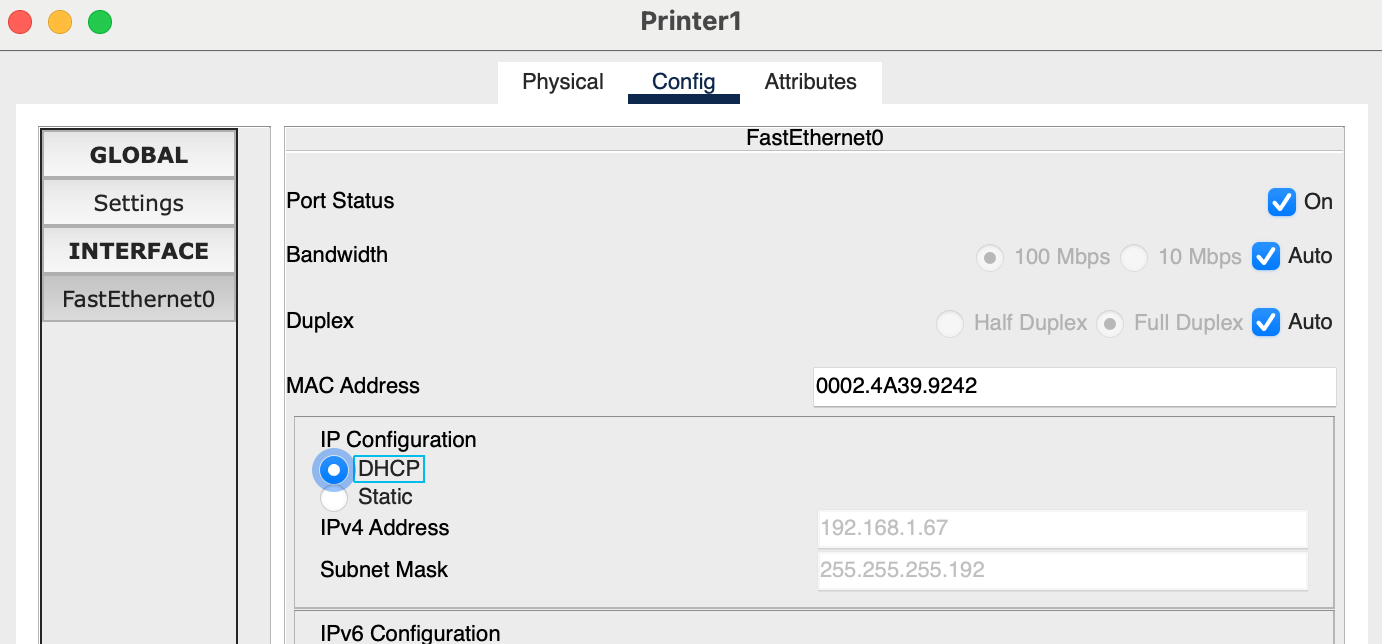 Printer1
Physical Config Attributes
GLOBAL
Settings
INTERFACE
FastEthernet0
FastEthernet0
Port Status On
Bandwidth 100 Mbps 10 Mbps Auto
Duplex Half Duplex Full Duplex Auto
MAC Address 0002.4A39.9242
IP Configuration
DHCP
Static
IPv4 Address 192.168.1.67
Subnet Mask 255.255.255.192
IPv6 Configuration